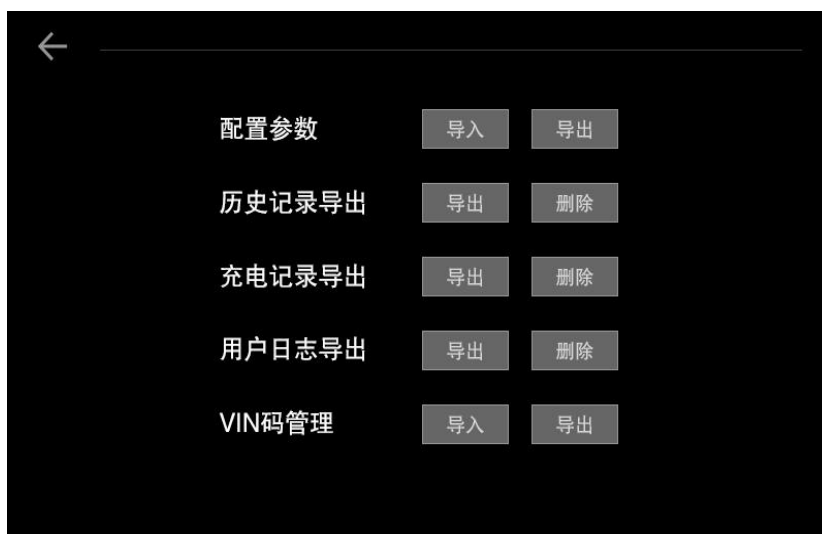 配置参数 导入 导出
历史记录导出 导出 删除
充电记录导出 导出 删除
用户日志导出 导出 删除
VIN码管理 导入 导出